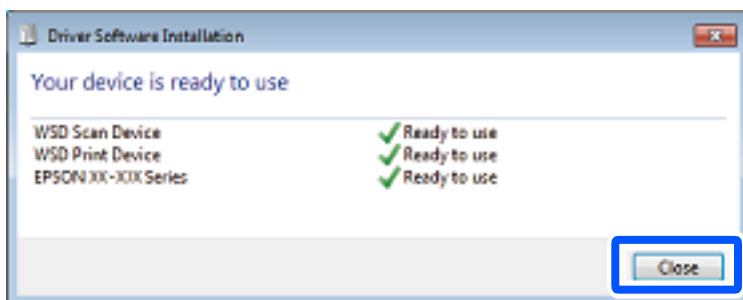 Driver Software Installation
Your device is ready to use
WSD Scan Device Ready to use
WSD Print Device Ready to use
EPSON XX-XXX Series Ready to use
Close